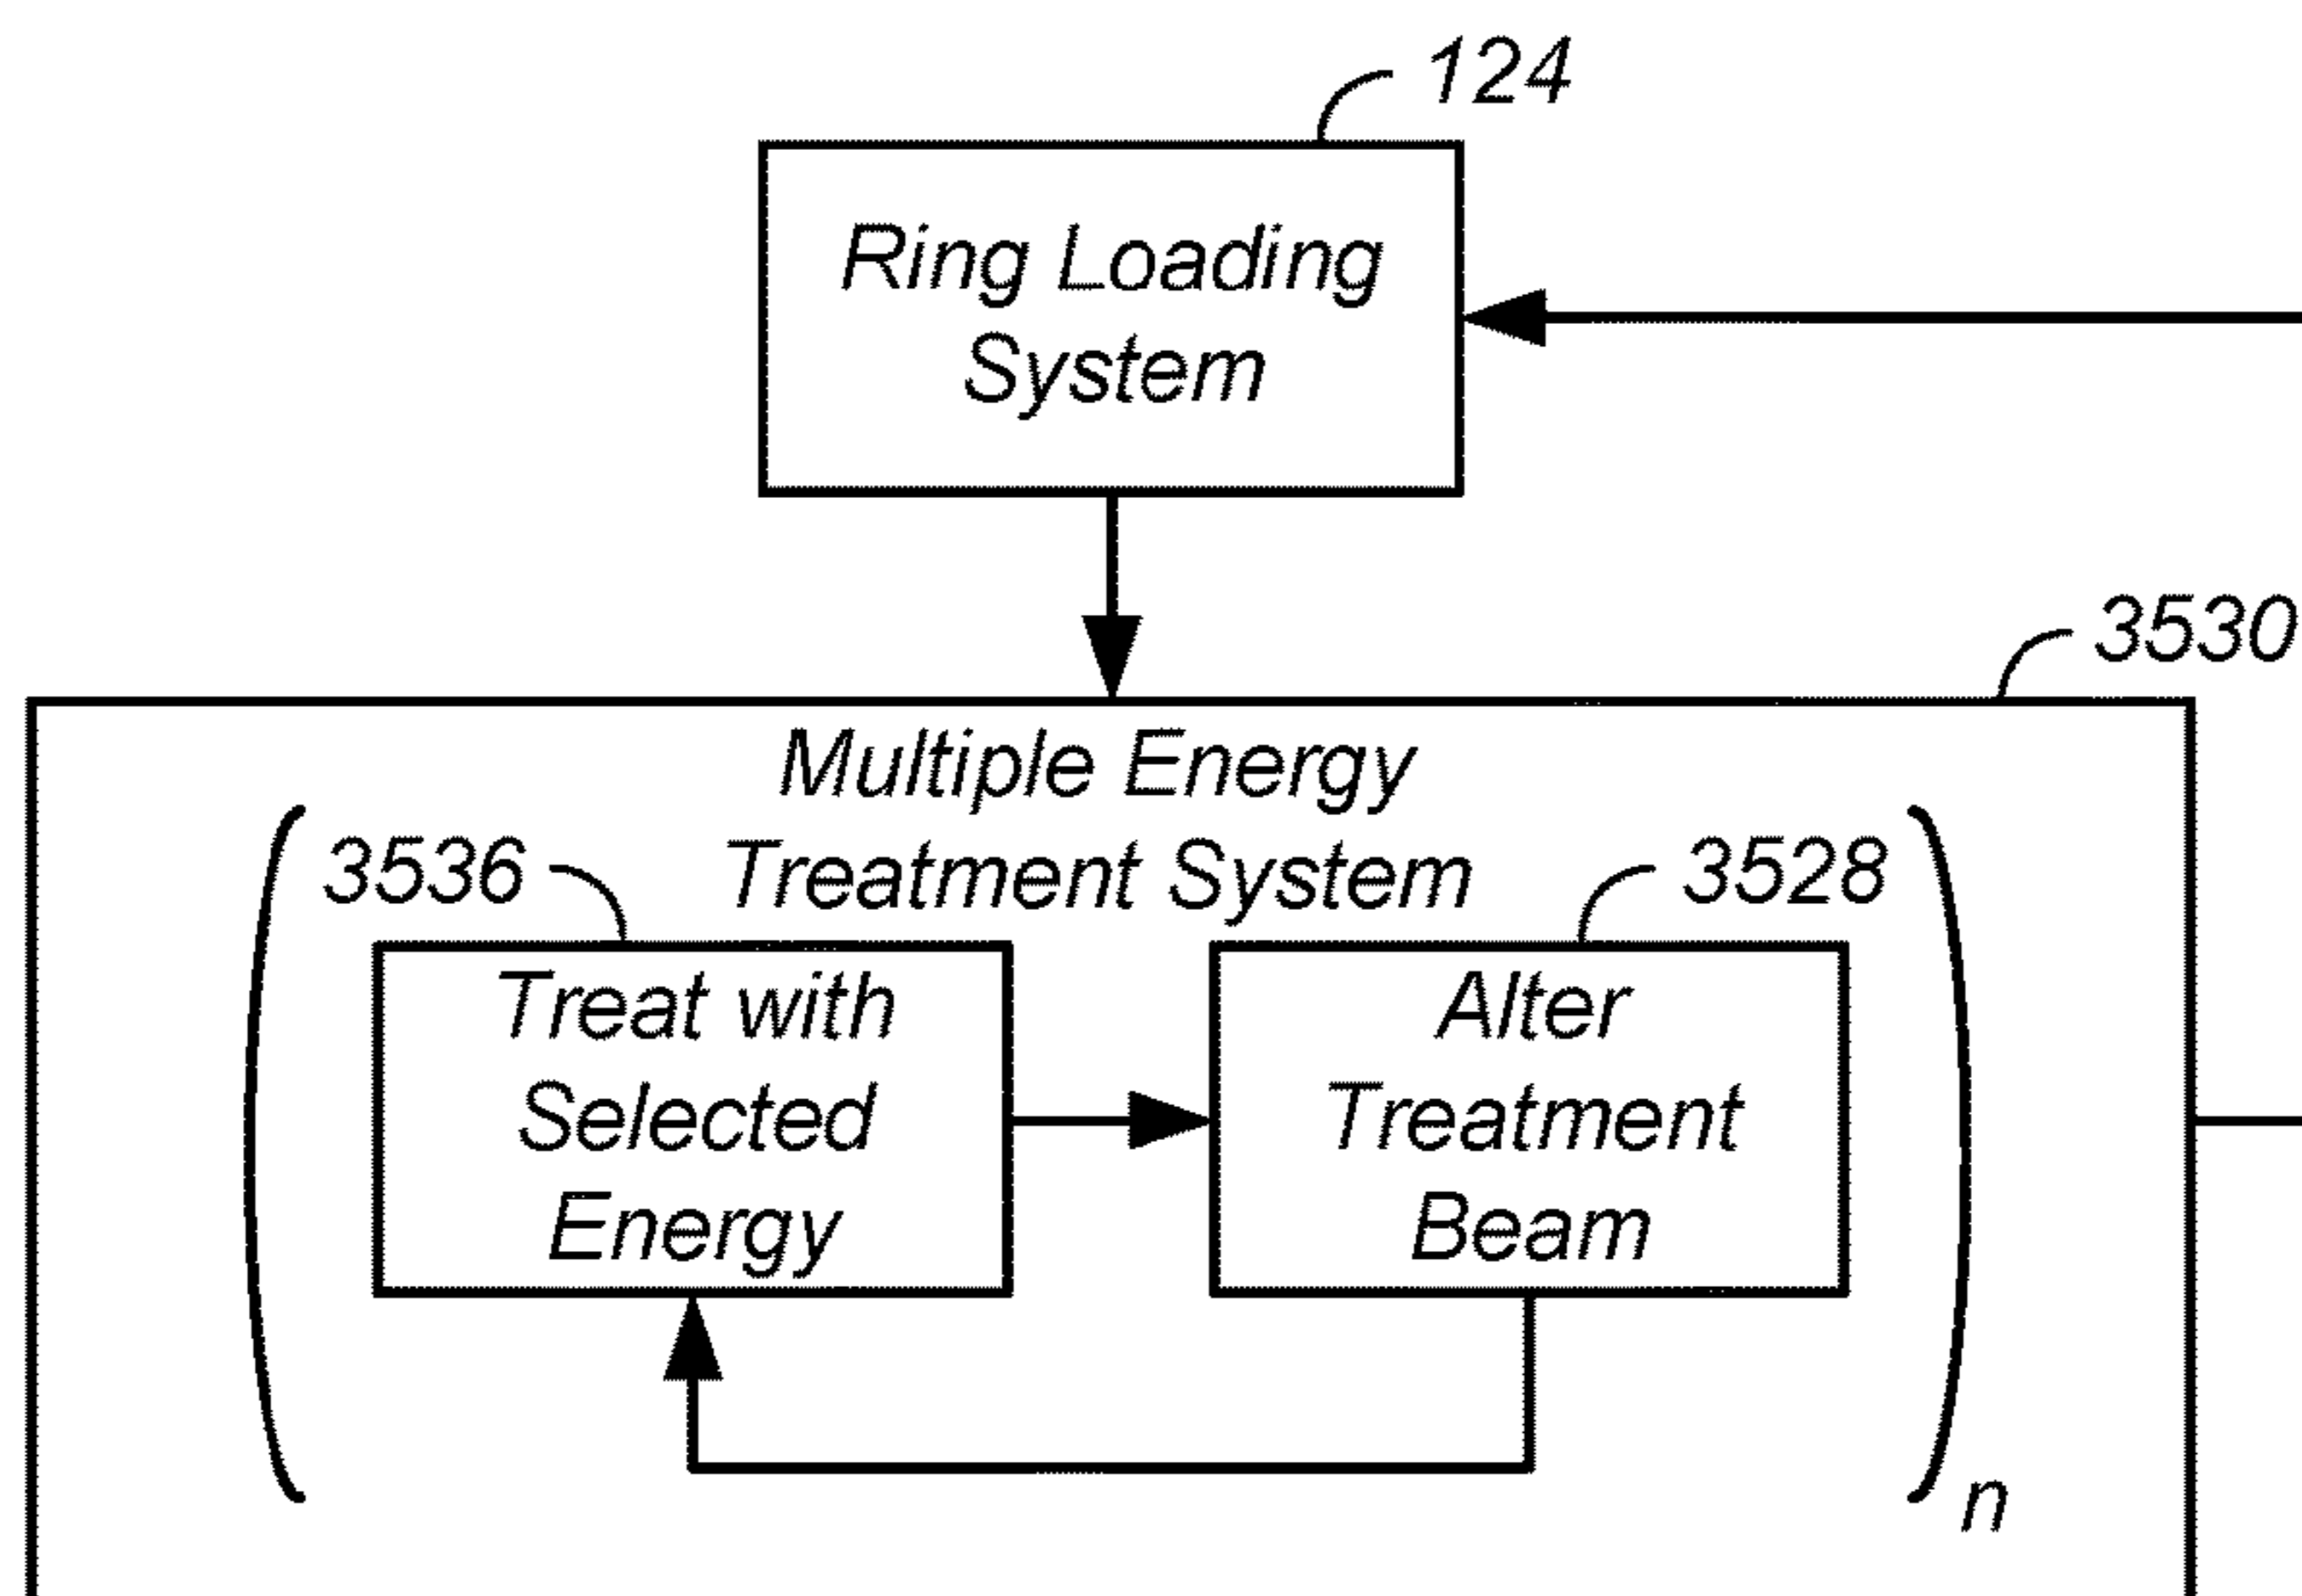 124
Ring Loading
System
3530
Multiple Energy
Treatment System
3536
3528
Treat with
Selected
Energy
Alter
Treatment
Beam
n